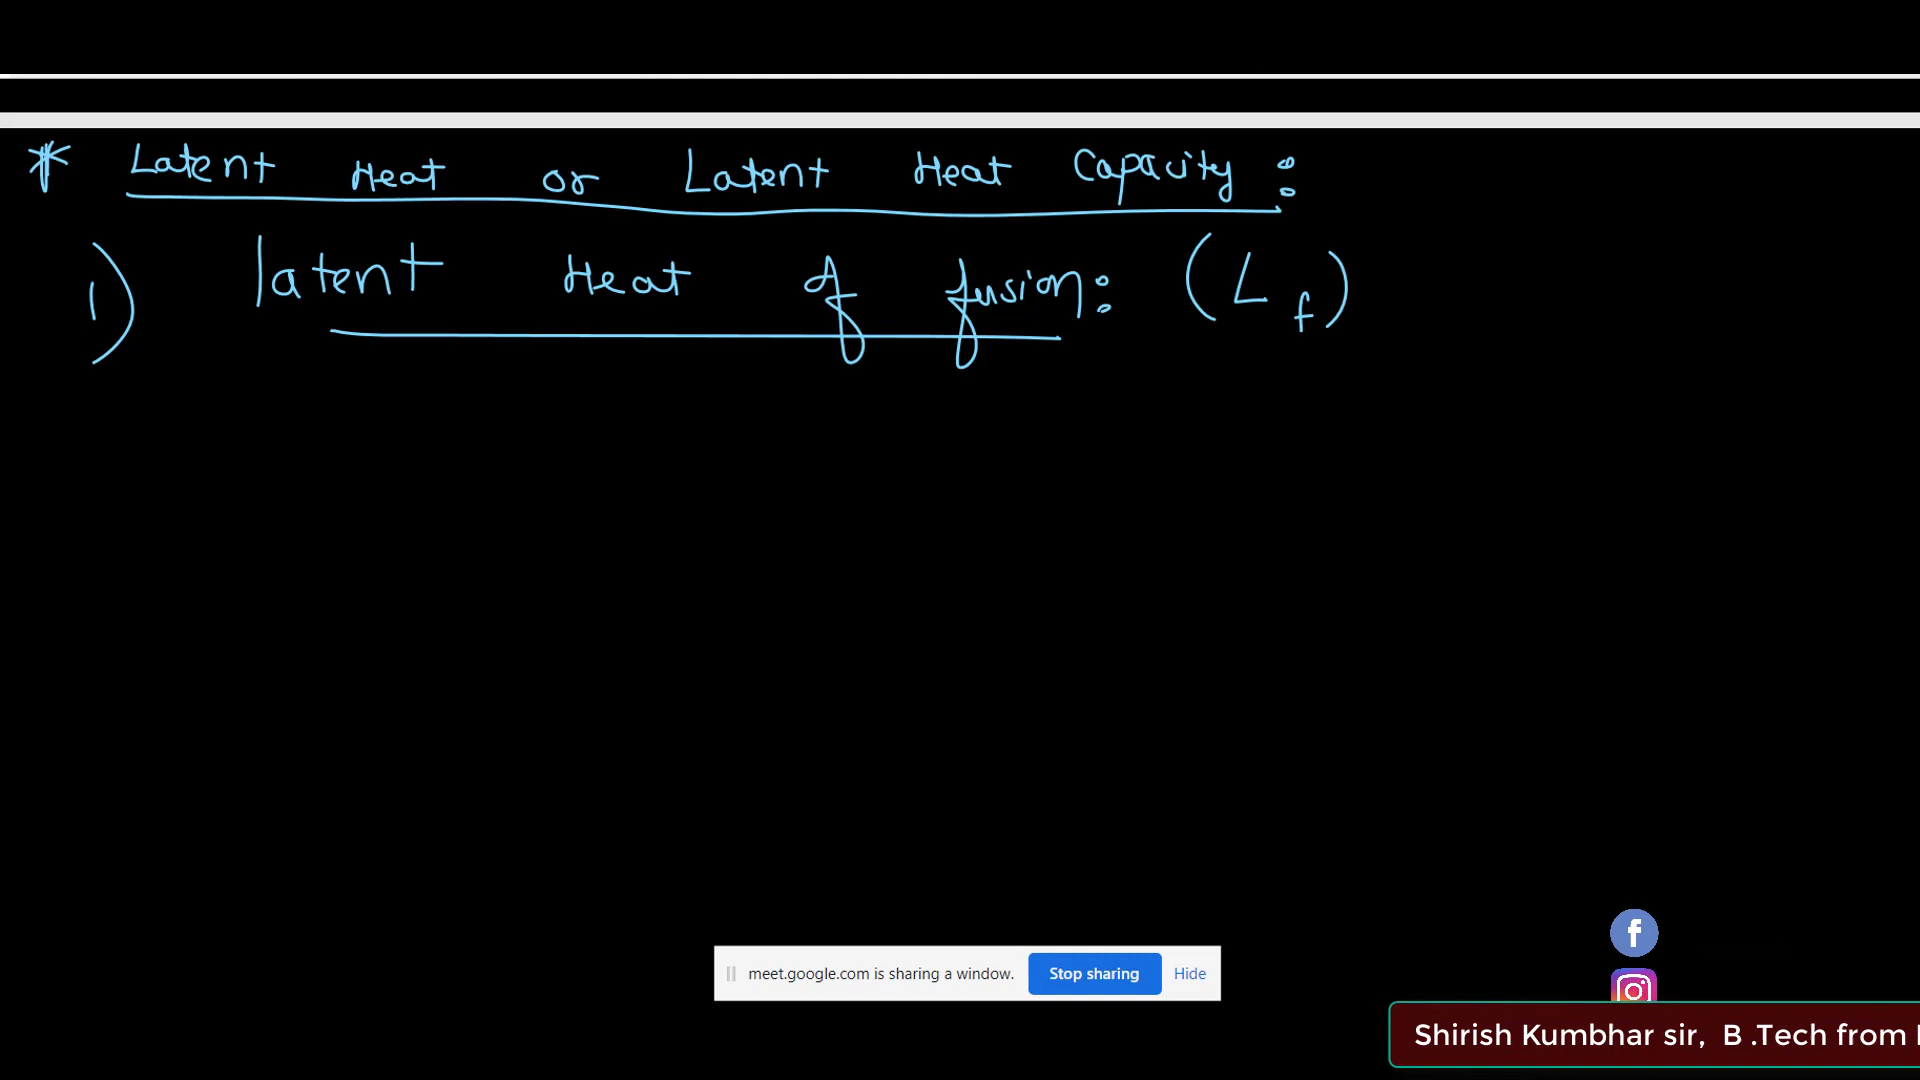 * Latent Heat or Latent Heat Capacity :
1) latent Heat of fusion: (Lf)
meet.google.com is sharing a window. Stop sharing Hide
Shirish Kumbhar sir, B .Tech from